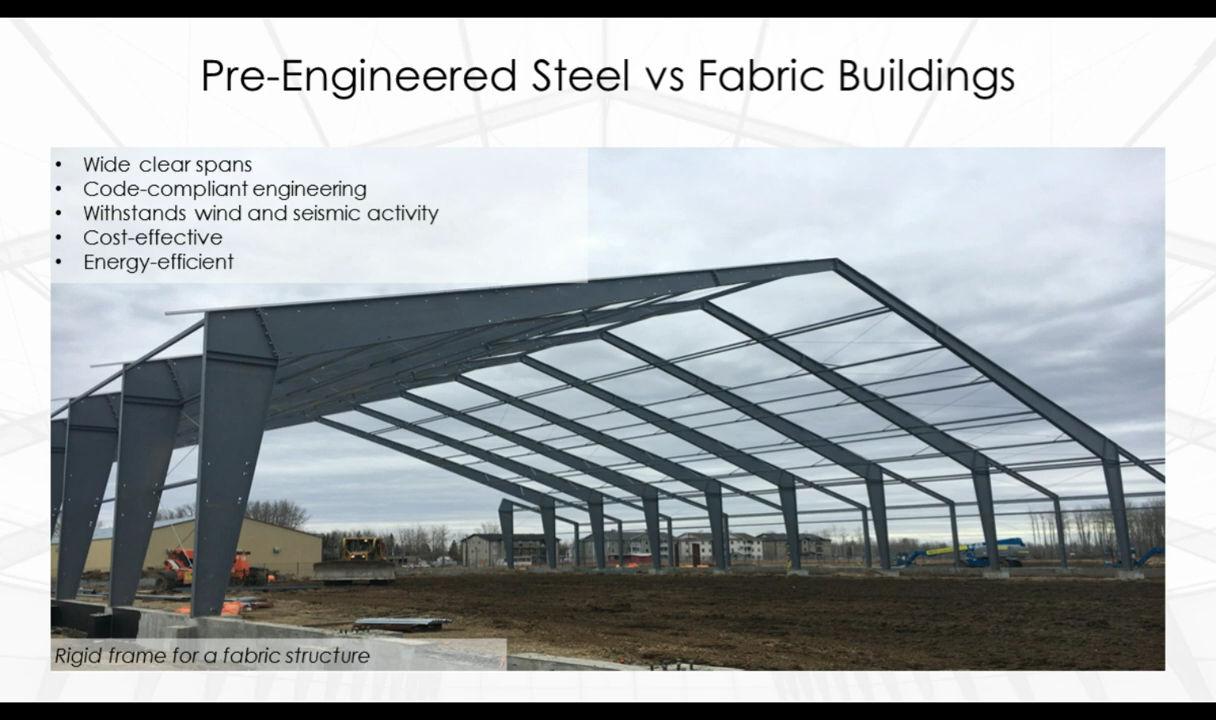 Pre-Engineered Steel vs Fabric Buildings
• Wide clear spans
• Code-compliant engineering
• Withstands wind and seismic activity
• Cost-effective
• Energy-efficient
Rigid frame for a fabric structure